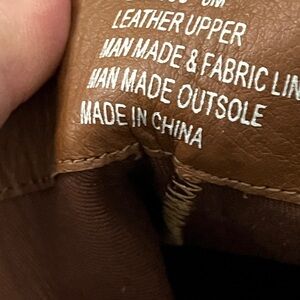 LEATHER UPPER
MAN MADE & FABRIC LIN
MAN MADE OUTSOLE
MADE IN CHINA